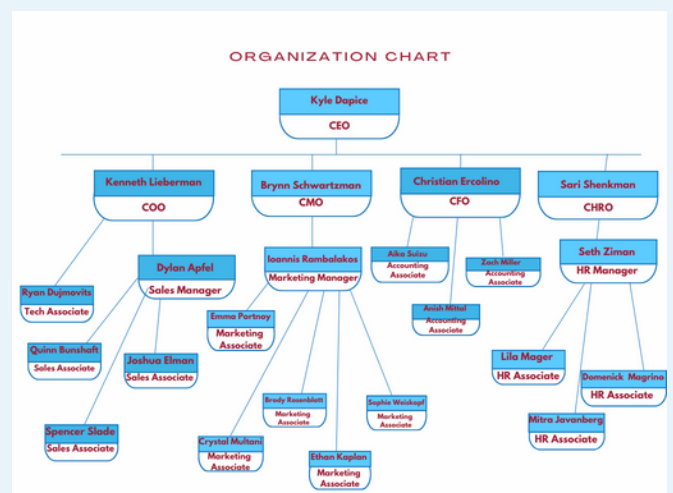 ORGANIZATION CHART
Kyle Dapice
CEO
Kenneth Lieberman
COO
Brynn Schwartzman
CMO
Christian Ercolino
CFO
Sari Shenkman
CHRO
Ryan Dujmovits
Tech Associate
Dylan Apfel
Sales Manager
Ioannis Rambalakos
Marketing Manager
Aika Suizu
Accounting
Associate
Zach Miller
Accounting
Associate
Seth Ziman
HR Manager
Anish Mittal
Accounting
Associate
Emma Portnoy
Marketing
Associate
Quinn Bunshaft
Sales Associate
Joshua Elman
Sales Associate
Lila Mager
HR Associate
Domenick Magrino
HR Associate
Brody Rosenblatt
Marketing
Associate
Sophie Weiskopf
Marketing
Associate
Mitra Javanberg
HR Associate
Spencer Slade
Sales Associate
Crystal Multani
Marketing
Associate
Ethan Kaplan
Marketing
Associate